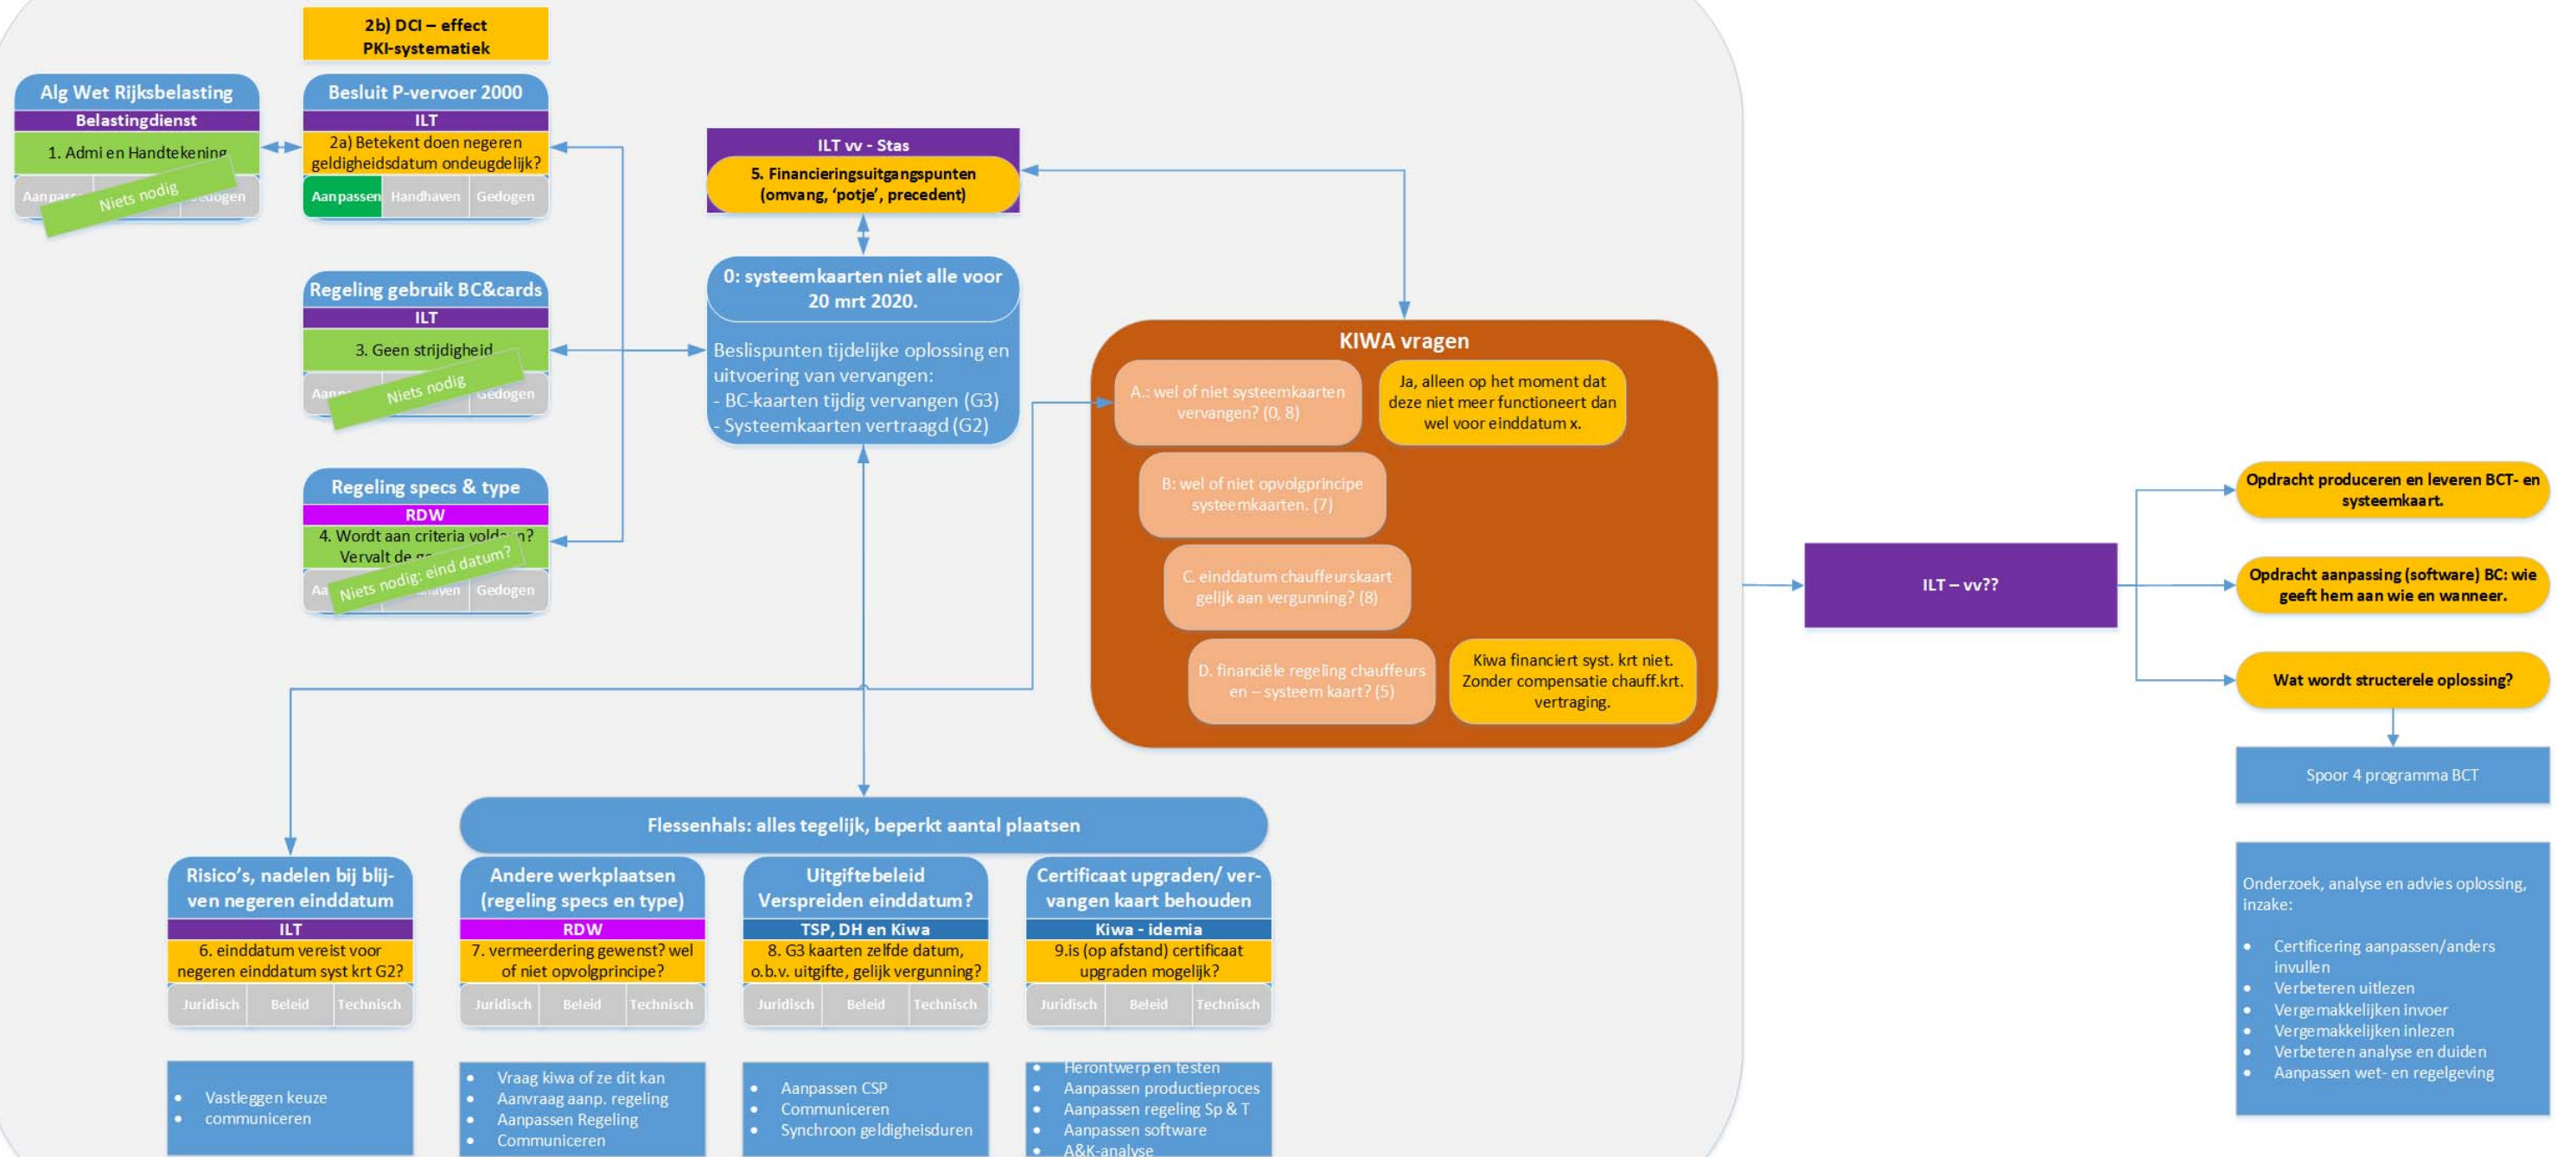 2b) DCI – effect
PKI-systematiek
Alg Wet Rijksbelasting
Belastingdienst
1. Admi en Handtekening
Niets nodig
Besluit P-vervoer 2000
ILT
2a) Betekent doen negeren
geldigheidsdatum ondeugdelijk?
Aanpassen Handhaven Gedogen
Regeling gebruik BC&cards
ILT
3. Geen strijdigheid
Niets nodig
Gedogen
Regeling specs & type
RDW
4. Wordt aan criteria
Vervalt de
Niets nodig: eind datum?
Gedogen
ILT vv - Stas
5. Financieringsuitgangspunten
(omvang, ‘potje’, precedent)
0: systeemkaarten niet alle voor
20 mrt 2020.
Beslispunten tijdelijke oplossing en
uitvoering van vervangen:
- BC-kaarten tijdig vervangen (G3)
- Systeemkaarten vertraagd (G2)
KIWA vragen
A.: wel of niet systeemkaarten
vervangen? (0, 8)
Ja, alleen op het moment dat
deze niet meer functioneert dan
wel voor einddatum x.
B: wel of niet opvolgprincipe
systeemkaarten. (7)
C. einddatum chauffeurskaart
gelijk aan vergunning? (8)
D. financiële regeling chauffeurs
en – systeem kaart? (5)
Kiwa financiert syst. krt niet.
Zonder compensatie chauff.krt.
vertraging.
ILT – vv??
Opdracht produceren en leveren BCT- en
systeemkaart.
Opdracht aanpassing (software) BC: wie
geeft hem aan wie en wanneer.
Wat wordt structerele oplossing?
Spoor 4 programma BCT
Onderzoek, analyse en advies oplossing,
inzake:
• Certificering aanpassen/anders
invullen
• Verbeteren uitlezen
• Vergemakkelijken invoer
• Vergemakkelijken inlezen
• Verbeteren analyse en duiden
• Aanpassen wet- en regelgeving
Flessenhals: alles tegelijk, beperkt aantal plaatsen
Risico’s, nadelen bij blij-
ven negeren einddatum
ILT
6. einddatum vereist voor
negeren einddatum syst krt G2?
Juridisch Beleid Technisch
• Vastleggen keuze
• communiceren
Andere werkplaatsen
(regeling specs en type)
RDW
7. vermeerdering gewenst? wel
of niet opvolgprincipe?
Juridisch Beleid Technisch
• Vraag kiwa of ze dit kan
• Aanvraag aanp. regeling
• Aanpassen Regeling
• Communiceren
Uitgiftebeleid
Verspreiden einddatum?
TSP, DH en Kiwa
8. G3 kaarten zelfde datum,
o.b.v. uitgifte, gelijk vergunning?
Juridisch Beleid Technisch
• Aanpassen CSP
• Communiceren
• Synchroon geldigheisduren
Certificaat upgraden/ ver-
vangen kaart behouden
Kiwa - idemia
9.is (op afstand) certificaat
upgraden mogelijk?
Juridisch Beleid Technisch
• Herontwerp en testen
• Aanpassen productieproces
• Aanpassen regeling Sp & T
• Aanpassen software
• A&K-analyse